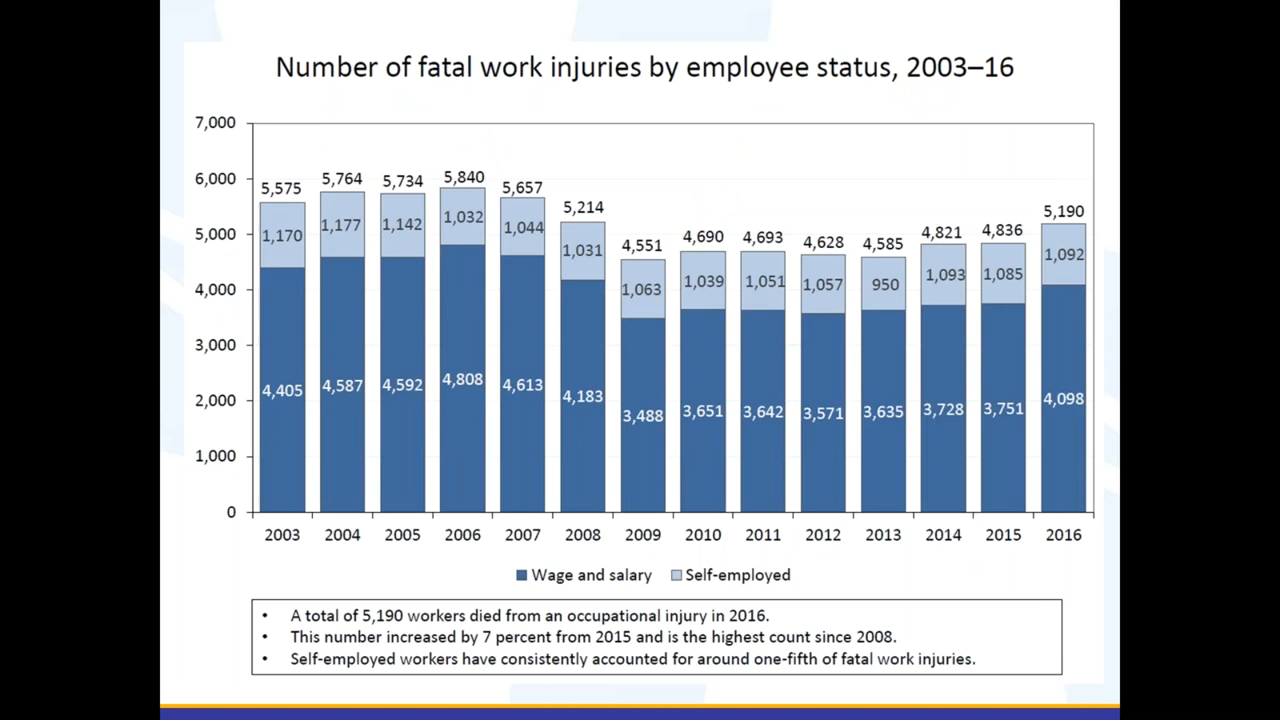 Number of fatal work injuries by employee status, 2003–16
7,000
6,000
5,000
4,000
3,000
2,000
1,000
0
5,575 5,764 5,734 5,840 5,657 5,214 4,551 4,690 4,693 4,628 4,585 4,821 4,836 5,190
1,170 1,177 1,142 1,032 1,044 1,031 1,063 1,039 1,051 1,057 950 1,093 1,085 1,092
4,405 4,587 4,592 4,808 4,613 4,183 3,488 3,651 3,642 3,571 3,635 3,728 3,751 4,098
2003 2004 2005 2006 2007 2008 2009 2010 2011 2012 2013 2014 2015 2016
Wage and salary Self-employed
• A total of 5,190 workers died from an occupational injury in 2016.
• This number increased by 7 percent from 2015 and is the highest count since 2008.
• Self-employed workers have consistently accounted for around one-fifth of fatal work injuries.